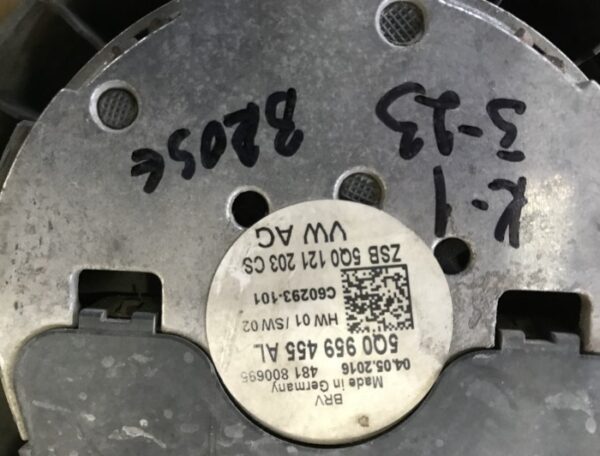 BRV
Made in Germany
04.05.2016 481 800695
5Q0 959 455 AL
HW 01 / SW 02
C60293-101
ZSB 5Q0 121 203 CS
VW AG
K-1
3-23